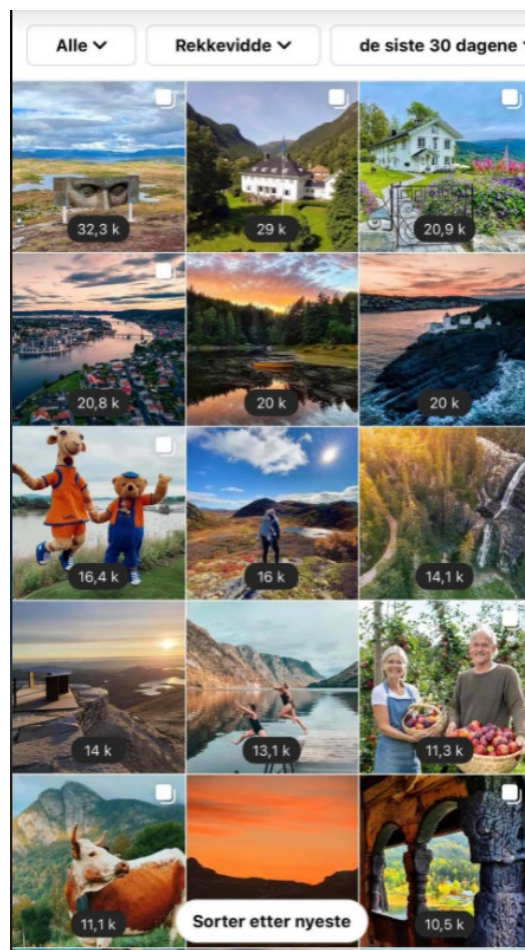 Alle
Rekkevidde
de siste 30 dagene
32,3 k
29 k
20,9 k
20,8 k
20 k
20 k
16,4 k
16 k
14,1 k
14 k
13,1 k
11,3 k
11,1 k
Sorter etter nyeste
10,5 k